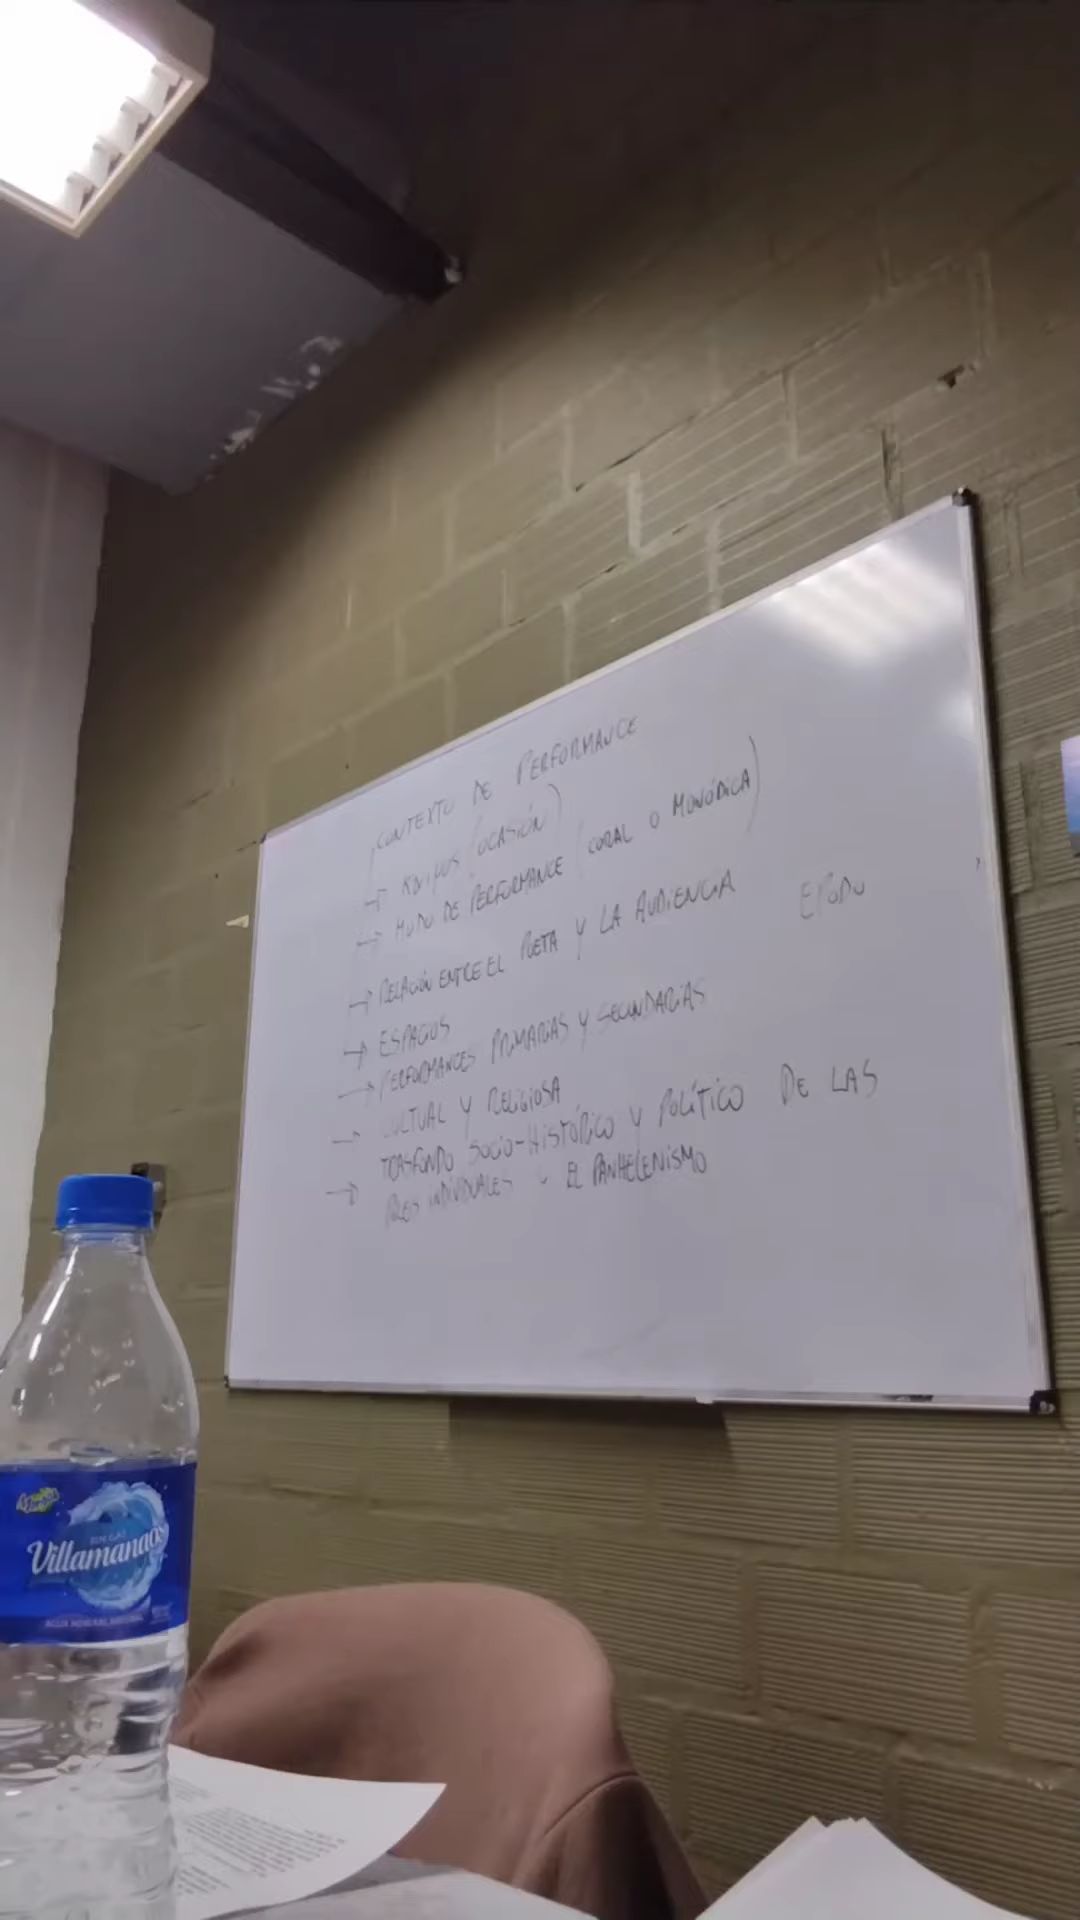 CONTEXTO DE PERFORMANCE
(OCASIÓN)
MODO DE PERFORMANCE (CORAL O MONÓDICA)
RELACIÓN ENTRE EL POETA Y LA AUDIENCIA
EPODO
ESPACIOS
PERFORMANCES PRIMARIAS Y SECUNDARIAS
CULTUAL Y RELIGIOSA
TRASFONDO SOCIO-HISTÓRICO Y POLÍTICO DE LAS
INDIVIDUALES EL PANHELENISMO
Villamanaos